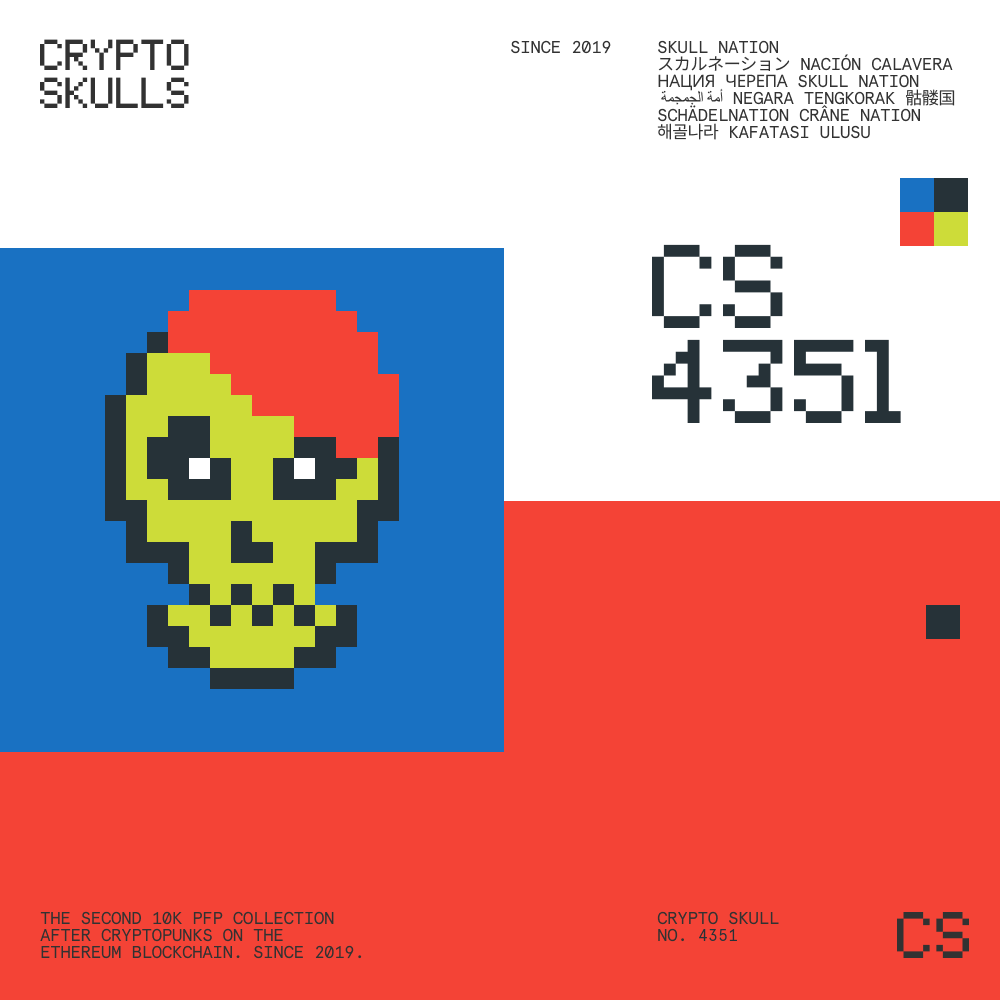 CRYPTO
SKULLS
SINCE 2019
SKULL NATION
スカルネーション NACIÓN CALAVERA
НАЦИЯ ЧЕРЕПА SKULL NATION
أمة الجمجمة NEGARA TENGKORAK 骷髅国
SCHÄDELNATION CRÂNE NATION
해골나라 KAFATASI ULUSU
CS
4351
THE SECOND 10K PFP COLLECTION
AFTER CRYPTOPUNKS ON THE
ETHEREUM BLOCKCHAIN. SINCE 2019.
CRYPTO SKULL
NO. 4351
CS